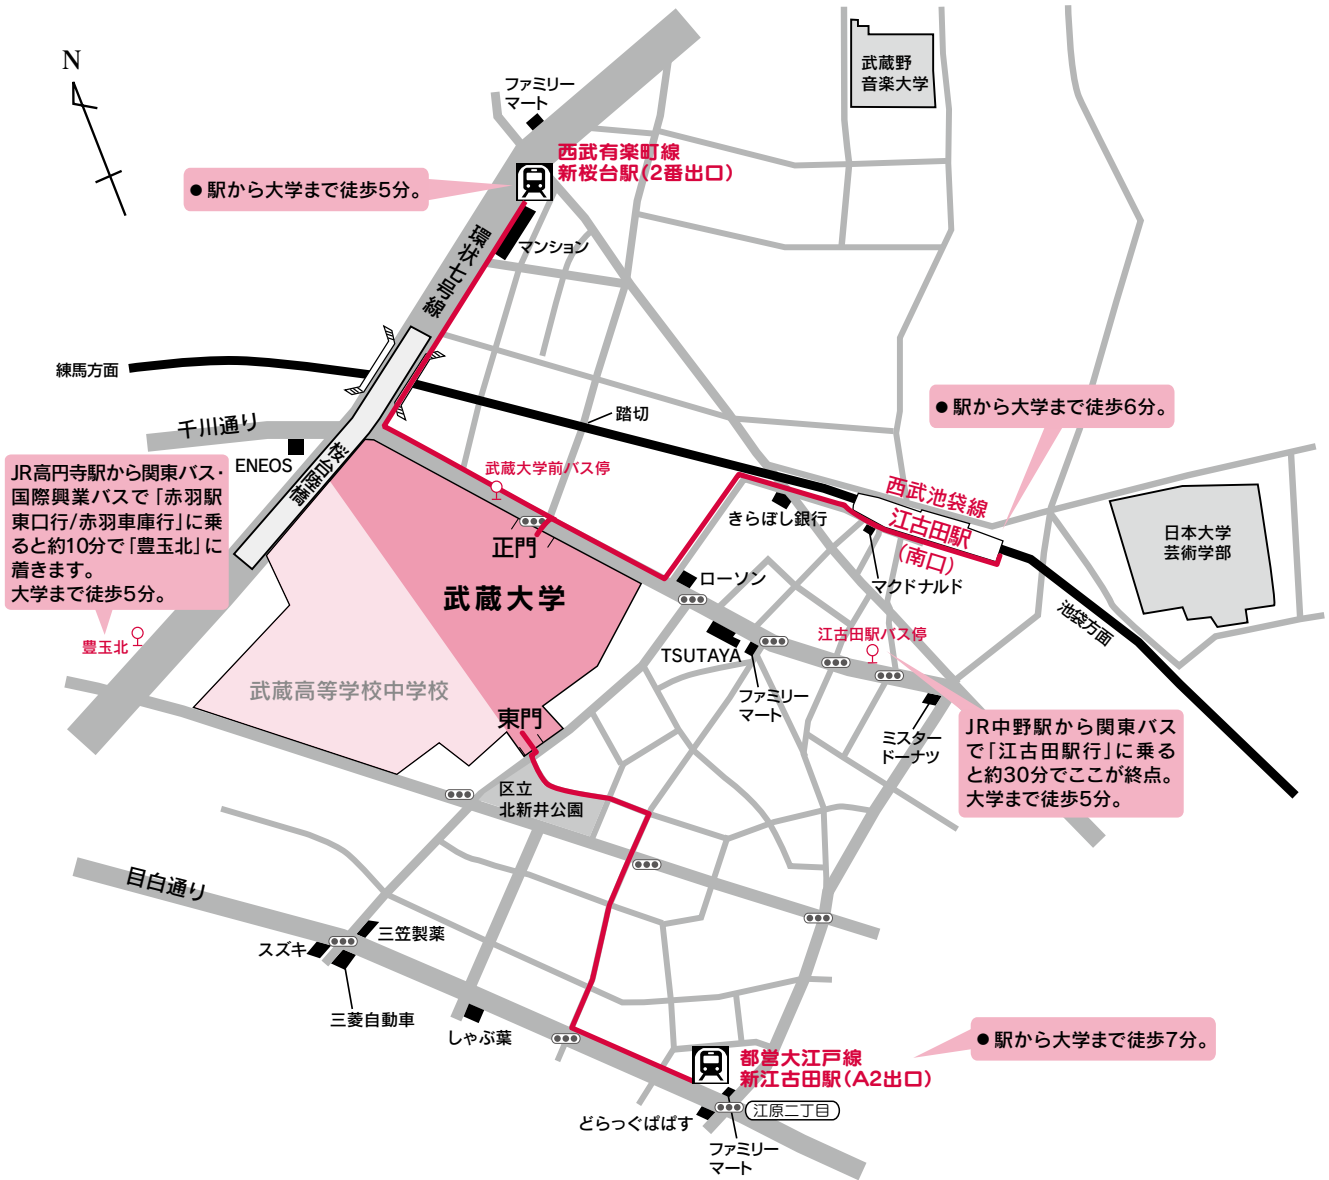 N
武蔵野
音楽大学
ファミリー
マート
西武有楽町線
新桜台駅(2番出口)
●駅から大学まで徒歩5分。
環状七号線
マンション
練馬方面
踏切
●駅から大学まで徒歩6分。
千川通り
ENEOS
桜台陸橋
JR高円寺駅から関東バス・
国際興業バスで「赤羽駅
東口行/赤羽車庫行」に乗
ると約10分で「豊玉北」に
着きます。
大学まで徒歩5分。
豊玉北
武蔵大学前バス停
正門
武蔵大学
西武池袋線
江古田駅
(南口)
きらぼし銀行
マクドナルド
日本大学
芸術学部
池袋方面
ローソン
TSUTAYA
ファミリー
マート
江古田駅バス停
ミスター
ドーナツ
JR中野駅から関東バス
で「江古田駅行」に乗る
と約30分でここが終点。
大学まで徒歩5分。
武蔵高等学校中学校
東門
区立
北新井公園
目白通り
スズキ
三笠製薬
三菱自動車
しゃぶ葉
都営大江戸線
新江古田駅(A2出口)
●駅から大学まで徒歩7分。
どらっぐぱぱす
江原二丁目
ファミリー
マート